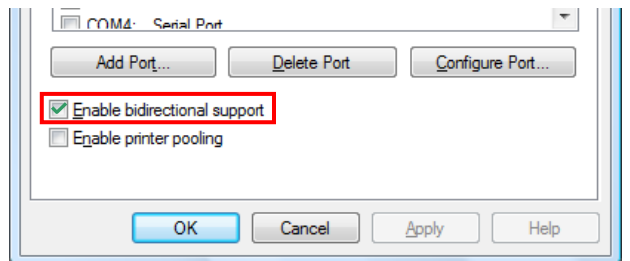 COM4: Serial Port
Add Port... Delete Port Configure Port...
Enable bidirectional support
Enable printer pooling
OK Cancel Apply Help